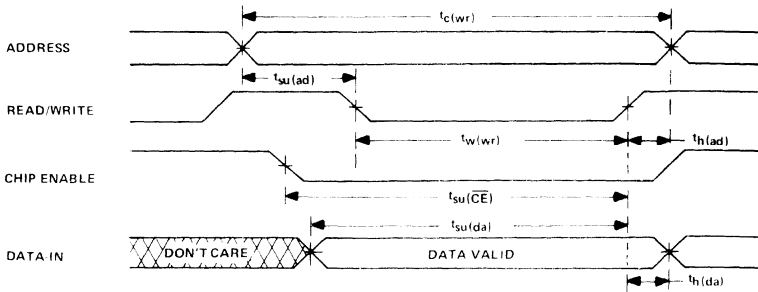 tc(wr)
ADDRESS
tsu(ad)
READ/WRITE
tw(wr)
th(ad)
CHIP ENABLE
tsu(C̅E̅)
tsu(da)
DATA-IN
DON'T CARE
DATA VALID
th(da)